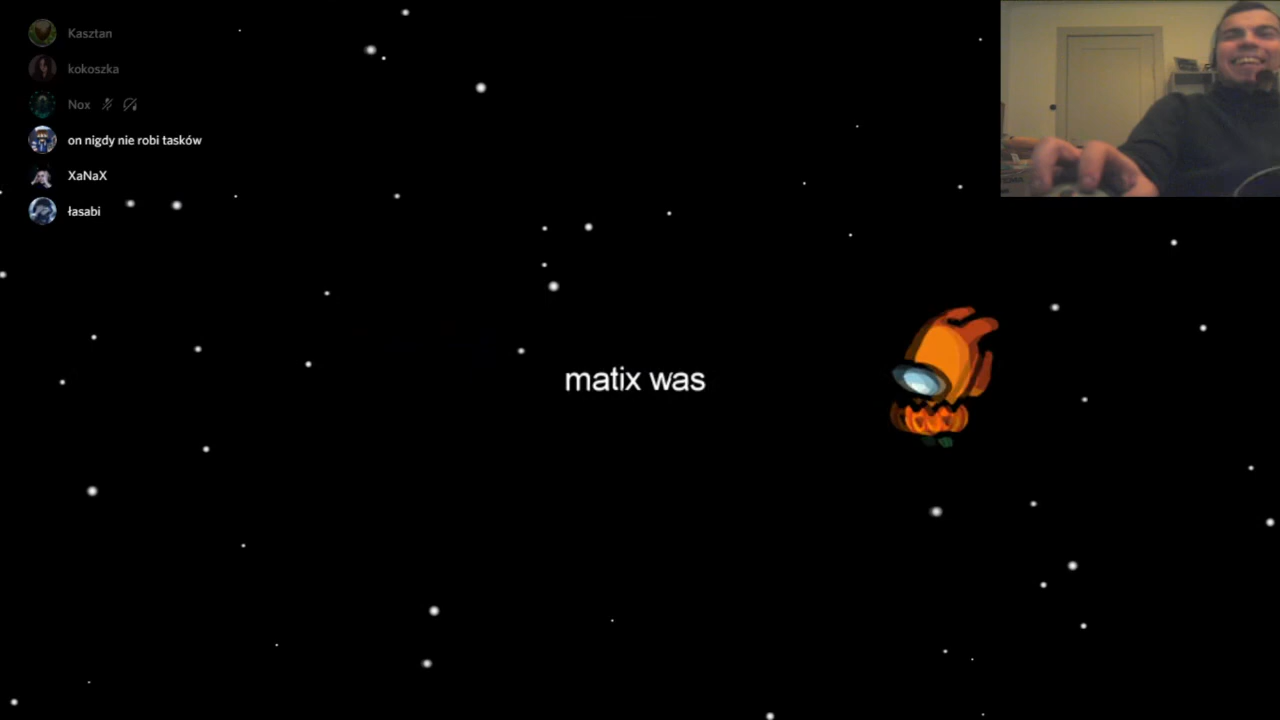 Kasztan
kokoszka
Nox
on nigdy nie robi tasków
XaNaX
łasabi
matix was